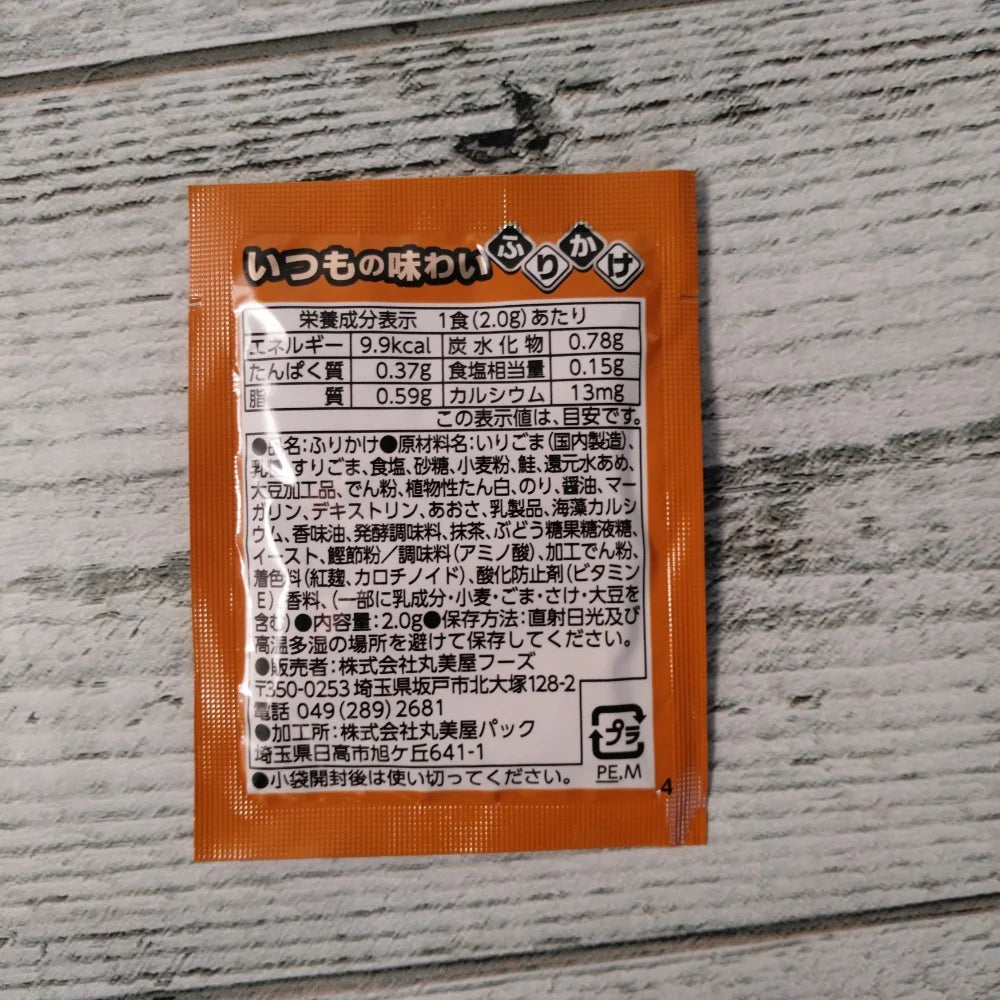 いつもの味わいふりかけ
栄養成分表示 1食(2.0g)あたり
エネルギー 9.9kcal 炭水化物 0.78g
たんぱく質 0.37g 食塩相当量 0.15g
脂質 0.59g カルシウム 13mg
この表示値は、目安です。
●品名:ふりかけ●原材料名:いりごま(国内製造)、
乳糖、すりごま、食塩、砂糖、小麦粉、鮭、還元水あめ、
大豆加工品、でん粉、植物性たん白、のり、醤油、マー
ガリン、デキストリン、あおさ、乳製品、海藻カルシ
ウム、香味油、発酵調味料、抹茶、ぶどう糖果糖液糖、
イースト、鰹節粉/調味料(アミノ酸)、加工でん粉、
着色料(紅麹、カロチノイド)、酸化防止剤(ビタミン
E)、香料、(一部に乳成分・小麦・ごま・さけ・大豆を
含む)●内容量:2.0g●保存方法:直射日光及び
高温多湿の場所を避けて保存してください。
●販売者:株式会社丸美屋フーズ
〒350-0253 埼玉県坂戸市北大塚128-2
電話 049(289)2681
●加工所:株式会社丸美屋パック
埼玉県日高市旭ケ丘641-1
●小袋開封後は使い切ってください。
プラ
PE,M
4